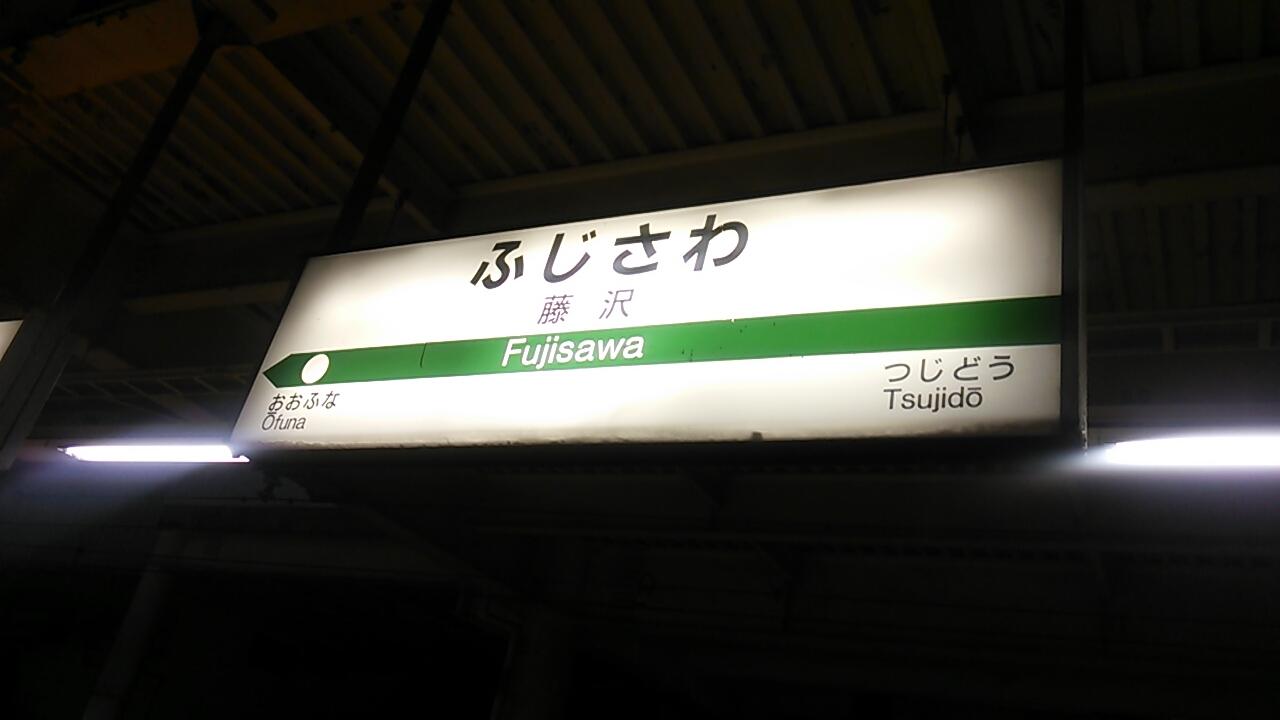 ふじさわ
藤 沢
Fujisawa
おおふな
Ōfuna
つじどう
Tsujidō